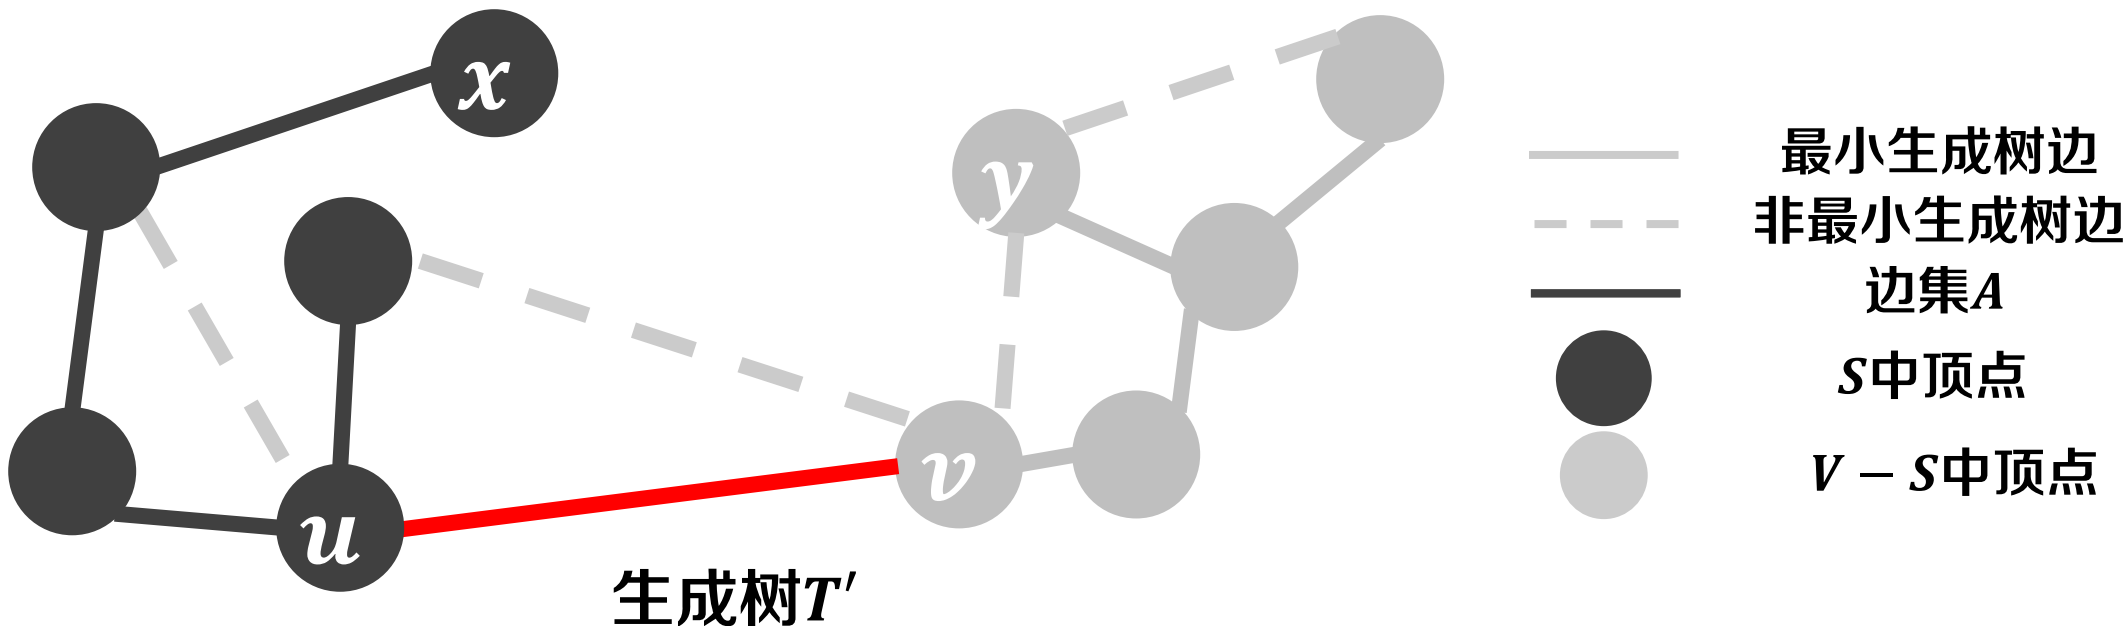 x
y
v
u
生成树T′
最小生成树边
非最小生成树边
边集A
S中顶点
V − S中顶点